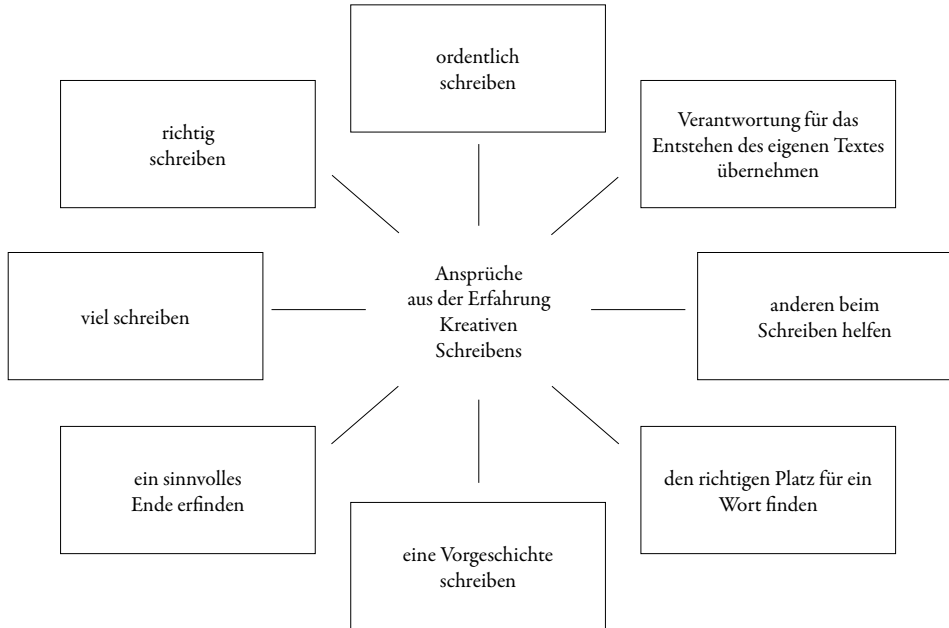 ordentlich
schreiben
richtig
schreiben
Verantwortung für das
Entstehen des eigenen Textes
übernehmen
viel schreiben
Ansprüche
aus der Erfahrung
Kreativen
Schreibens
anderen beim
Schreiben helfen
ein sinnvolles
Ende erfinden
den richtigen Platz für ein
Wort finden
eine Vorgeschichte
schreiben